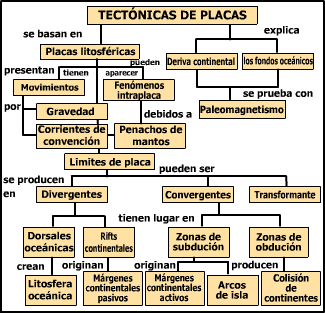 TECTÓNICAS DE PLACAS
se basan en
explica
Placas litosféricas
pueden
presentan
tienen
aparecer
Deriva continental
los fondos oceánicos
Movimientos
Fenómenos
intraplaca
se prueba con
por
Gravedad
debidos a
Paleomagnetismo
Corrientes de
convención
Penachos de
mantos
Limites de placa
pueden ser
se producen
en
Divergentes
Convergentes
Transformante
tienen lugar en
Dorsales
oceánicas
Rifts
continentales
Zonas de
subdución
Zonas de
obdución
crean
originan
originan
producen
Litosfera
oceánica
Márgenes
continentales
pasivos
Márgenes
continentales
activos
Arcos
de isla
Colisión de
continentes